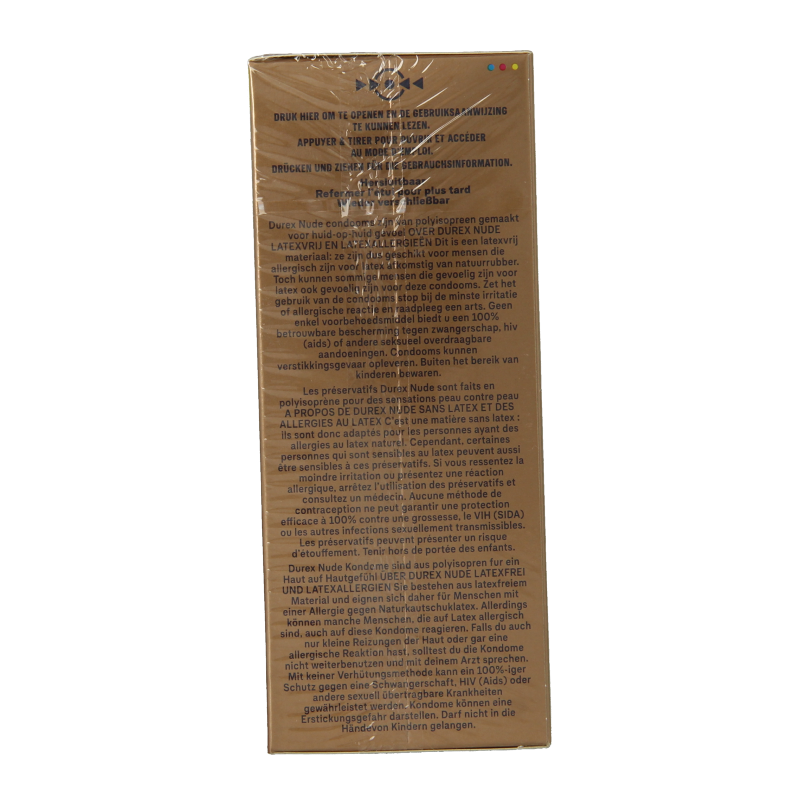 DRUK HIER OM TE OPENEN EN DE GEBRUIKSAANWIJZING
TE KUNNEN LEZEN.
APPUYER & TIRER POUR OUVRIR ET ACCÉDER
AU MODE D'EMPLOI.
DRÜCKEN UND ZIEHEN FÜR DIE GEBRAUCHSINFORMATION.
Hersluitbaar
Refermer l'étui pour plus tard
Wieder verschließbar
Durex Nude condooms zijn van polyisopreen gemaakt
voor huid-op-huid gevoel OVER DUREX NUDE
LATEXVRIJ EN LATEXALLERGIEËN Dit is een latexvrij
materiaal: ze zijn dus geschikt voor mensen die
allergisch zijn voor latex afkomstig van natuurrubber.
Toch kunnen sommige mensen die gevoelig zijn voor
latex ook gevoelig zijn voor deze condooms. Zet het
gebruik van de condooms stop bij de minste irritatie
of allergische reactie en raadpleeg een arts. Geen
enkel voorbehoedsmiddel biedt u een 100%
betrouwbare bescherming tegen zwangerschap, hiv
(aids) of andere seksueel overdraagbare
aandoeningen. Condooms kunnen
verstikkingsgevaar opleveren. Buiten het bereik van
kinderen bewaren.
Les préservatifs Durex Nude sont faits en
polyisoprène pour des sensations peau contre peau
A PROPOS DE DUREX NUDE SANS LATEX ET DES
ALLERGIES AU LATEX C'est une matière sans latex :
ils sont donc adaptés pour les personnes ayant des
allergies au latex naturel. Cependant, certaines
personnes qui sont sensibles au latex peuvent aussi
être sensibles à ces préservatifs. Si vous ressentez la
moindre irritation ou présentez une réaction
allergique, arrêtez l'utilisation des préservatifs et
consultez un médecin. Aucune méthode de
contraception ne peut garantir une protection
efficace à 100% contre une grossesse, le VIH (SIDA)
ou les autres infections sexuellement transmissibles.
Les préservatifs peuvent présenter un risque
d'étouffement. Tenir hors de portée des enfants.
Durex Nude Kondome sind aus polyisopren fur ein
Haut auf Hautgefühl ÜBER DUREX NUDE LATEXFREI
UND LATEXALLERGIEN Sie bestehen aus latexfreiem
Material und eignen sich daher für Menschen mit
einer Allergie gegen Naturkautschuklatex. Allerdings
können manche Menschen, die auf Latex allergisch
sind, auch auf diese Kondome reagieren. Falls du auch
nur kleine Reizungen der Haut oder gar eine
allergische Reaktion hast, solltest du die Kondome
nicht weiterbenutzen und mit deinem Arzt sprechen.
Mit keiner Verhütungsmethode kann ein 100%-iger
Schutz gegen eine Schwangerschaft, HIV (Aids) oder
andere sexuell übertragbare Krankheiten
gewährleistet werden. Kondome können eine
Erstickungsgefahr darstellen. Darf nicht in die
Händevon Kindern gelangen.